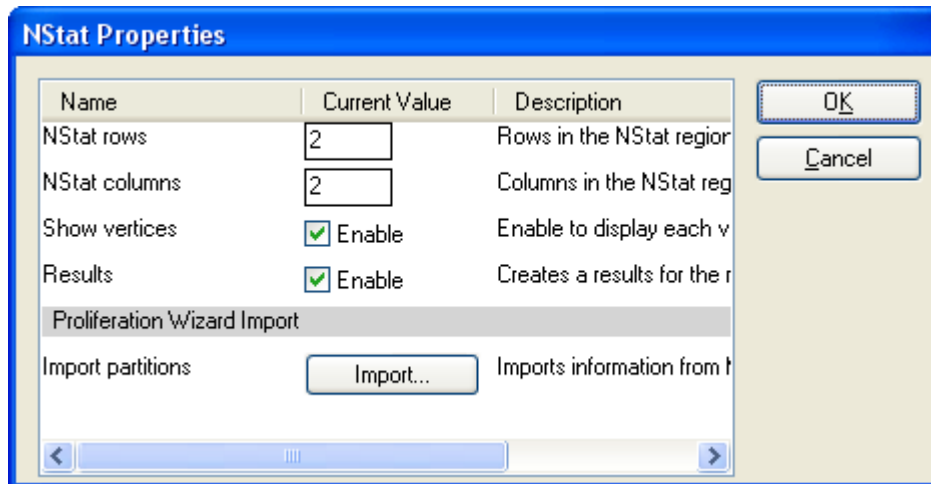 NStat Properties
Name Current Value Description
NStat rows 2 Rows in the NStat region
NStat columns 2 Columns in the NStat reg
Show vertices Enable Enable to display each v
Results Enable Creates a results for the r
Proliferation Wizard Import
Import partitions Import... Imports information from
OK
Cancel